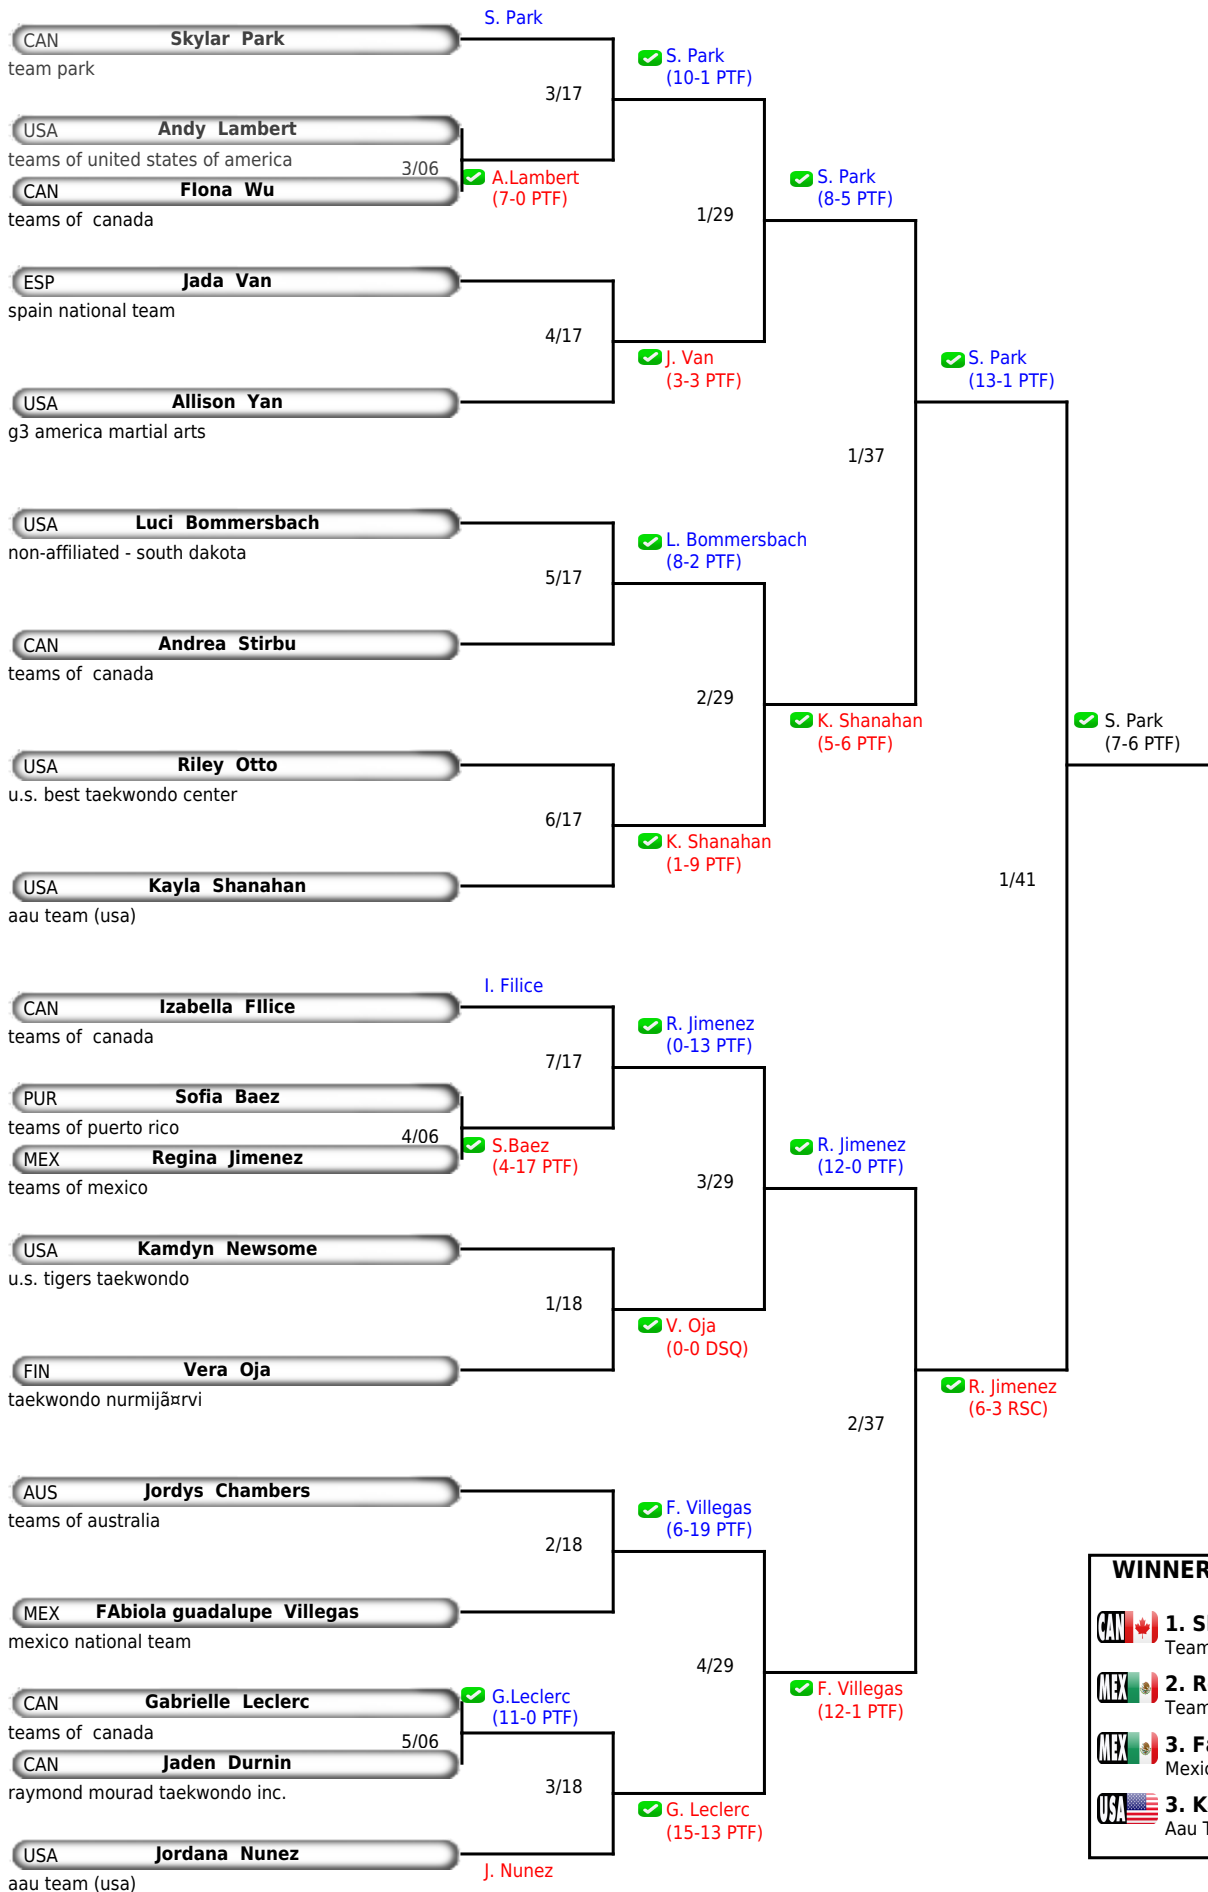 S. Park
CAN Skylar Park
team park
S. Park
(10-1 PTF)
3/17
USA Andy Lambert
teams of united states of america
3/06
A.Lambert
(7-0 PTF)
CAN FIona Wu
teams of canada
S. Park
(8-5 PTF)
1/29
ESP Jada Van
spain national team
4/17
J. Van
(3-3 PTF)
S. Park
(13-1 PTF)
USA Allison Yan
g3 america martial arts
1/37
USA Luci Bommersbach
non-affiliated - south dakota
L. Bommersbach
(8-2 PTF)
5/17
CAN Andrea Stirbu
teams of canada
2/29
K. Shanahan
(5-6 PTF)
S. Park
(7-6 PTF)
USA Riley Otto
u.s. best taekwondo center
6/17
K. Shanahan
(1-9 PTF)
USA Kayla Shanahan
aau team (usa)
1/41
I. Filice
CAN Izabella FIlice
teams of canada
R. Jimenez
(0-13 PTF)
7/17
PUR Sofia Baez
teams of puerto rico
4/06
S.Baez
(4-17 PTF)
MEX Regina Jimenez
teams of mexico
R. Jimenez
(12-0 PTF)
3/29
USA Kamdyn Newsome
u.s. tigers taekwondo
1/18
V. Oja
(0-0 DSQ)
FIN Vera Oja
taekwondo nurmijã¤rvi
R. Jimenez
(6-3 RSC)
2/37
AUS Jordys Chambers
teams of australia
F. Villegas
(6-19 PTF)
2/18
MEX FAbiola guadalupe Villegas
mexico national team
4/29
F. Villegas
(12-1 PTF)
CAN Gabrielle Leclerc
teams of canada
G.Leclerc
(11-0 PTF)
5/06
CAN Jaden Durnin
raymond mourad taekwondo inc.
3/18
G. Leclerc
(15-13 PTF)
USA Jordana Nunez
aau team (usa)
J. Nunez
WINNER
CAN 1. S
Team
MEX 2. R
Team
MEX 3. Fa
Mexic
USA 3. K
Aau T